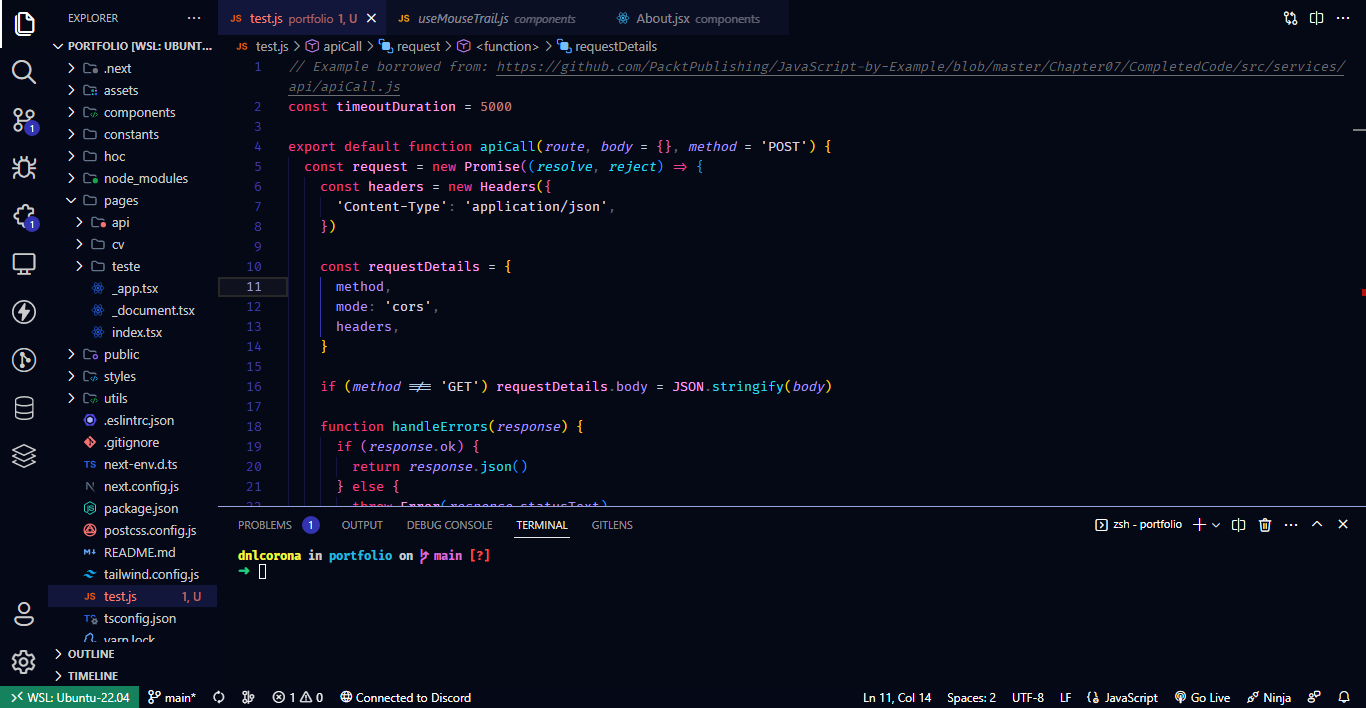 EXPLORER
PORTFOLIO [WSL: UBUNT...
.next
assets
components
constants
hoc
node_modules
pages
api
cv
teste
_app.tsx
_document.tsx
index.tsx
public
styles
utils
.eslintrc.json
.gitignore
TS next-env.d.ts
next.config.js
package.json
postcss.config.js
README.md
tailwind.config.js
JS test.js 1, U
tsconfig.json
yarn.lock
OUTLINE
TIMELINE
1
1
JS test.js portfolio 1, U
JS useMouseTrail.js components
About.jsx components
JS test.js > apiCall > request > <function> > requestDetails
1 // Example borrowed from: https://github.com/PacktPublishing/JavaScript-by-Example/blob/master/Chapter07/CompletedCode/src/services/
api/apiCall.js
2 const timeoutDuration = 5000
3
4 export default function apiCall(route, body = {}, method = 'POST') {
5 const request = new Promise((resolve, reject) => {
6 const headers = new Headers({
7 'Content-Type': 'application/json',
8 })
9
10 const requestDetails = {
11 method,
12 mode: 'cors',
13 headers,
14 }
15
16 if (method !== 'GET') requestDetails.body = JSON.stringify(body)
17
18 function handleErrors(response) {
19 if (response.ok) {
20 return response.json()
21 } else {
22 throw Error(response.statusText)
PROBLEMS 1 OUTPUT DEBUG CONSOLE TERMINAL GITLENS
zsh - portfolio
dnlcorona in portfolio on main [?]
→
WSL: Ubuntu-22.04 main* 1 0 Connected to Discord
Ln 11, Col 14 Spaces: 2 UTF-8 LF {} JavaScript Go Live Ninja